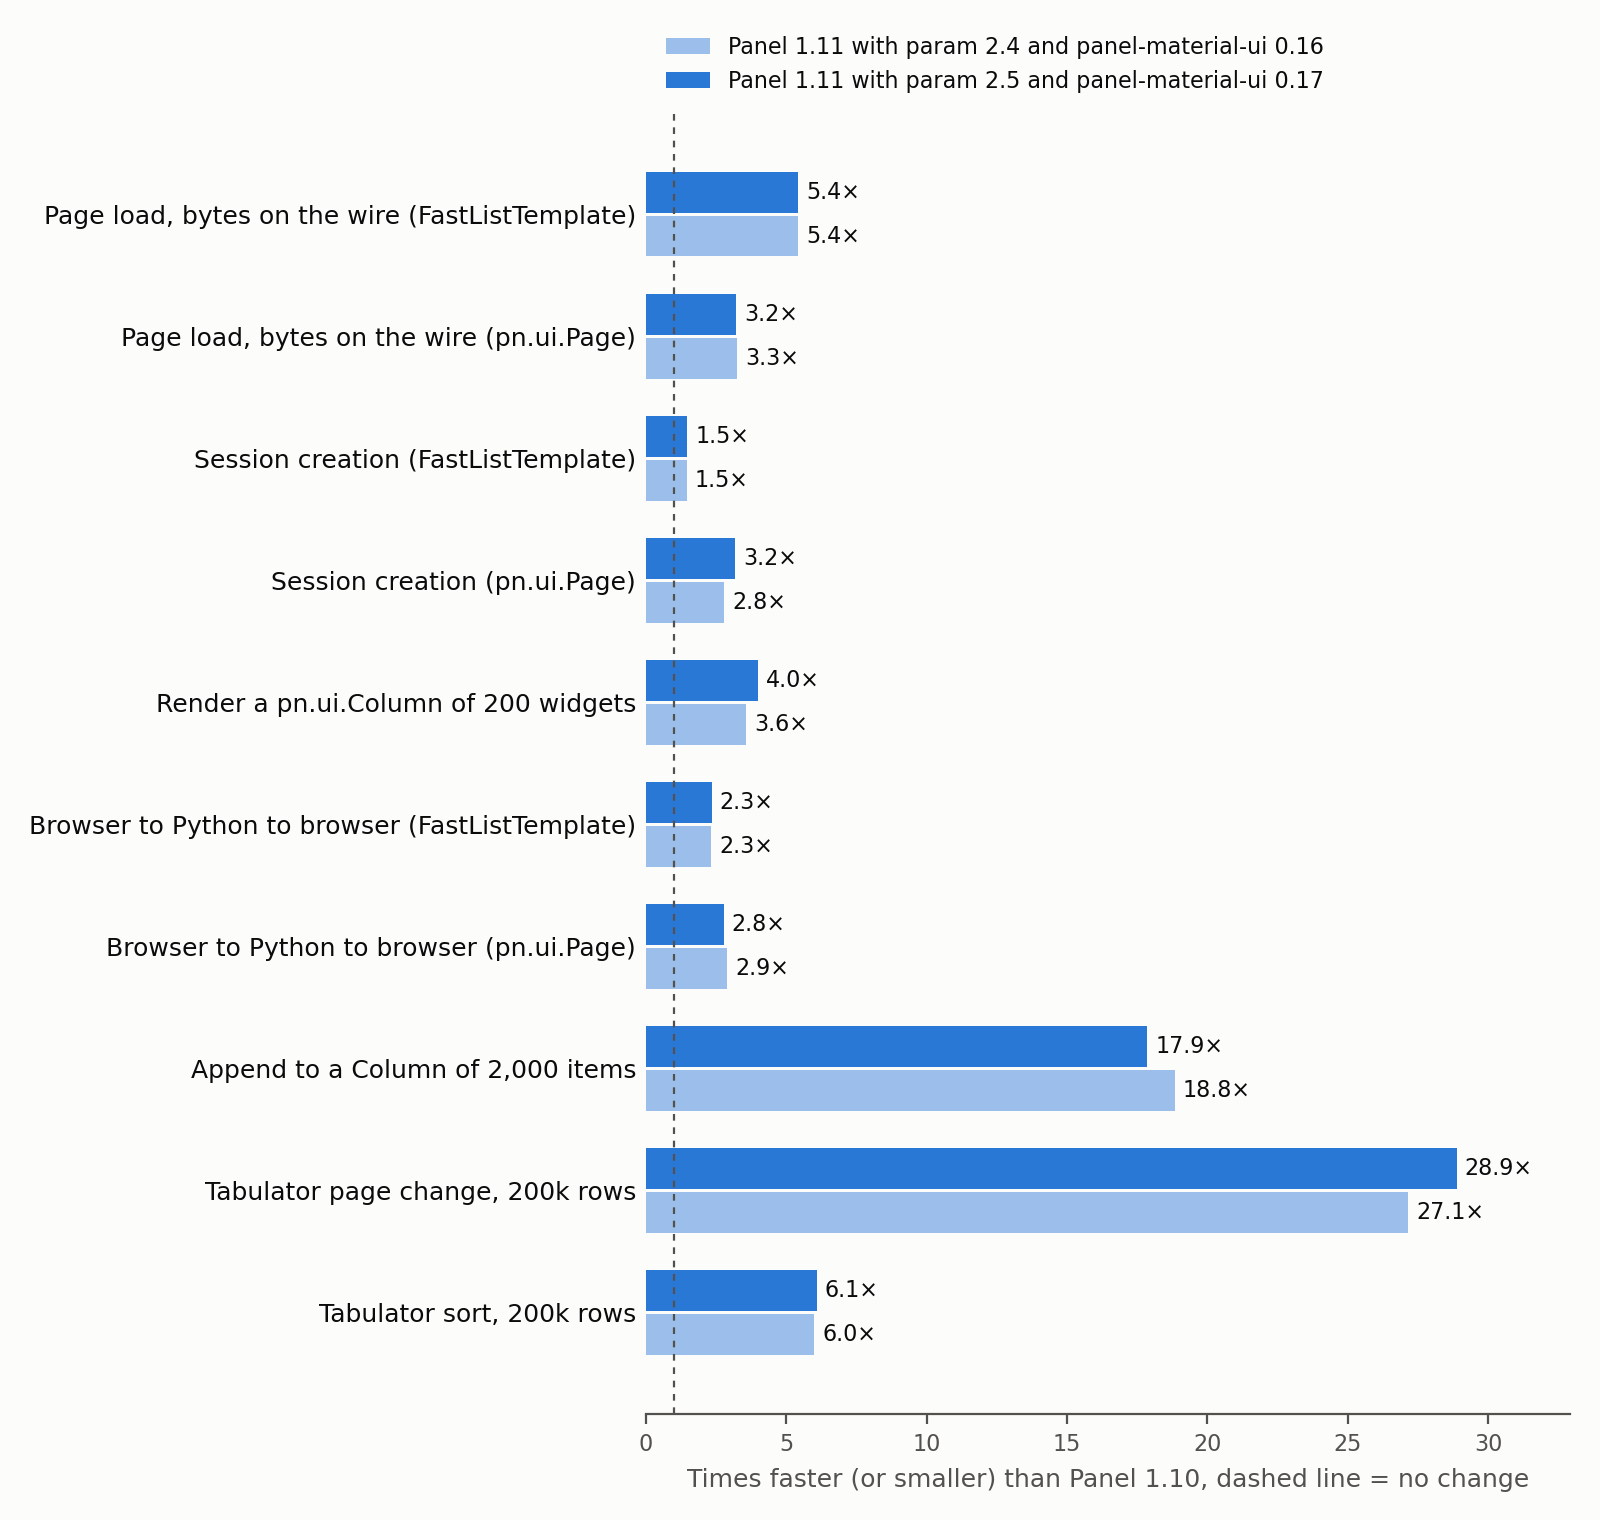 Panel 1.11 with param 2.4 and panel-material-ui 0.16
Panel 1.11 with param 2.5 and panel-material-ui 0.17
Page load, bytes on the wire (FastListTemplate)
5.4×
5.4×
Page load, bytes on the wire (pn.ui.Page)
3.2×
3.3×
Session creation (FastListTemplate)
1.5×
1.5×
Session creation (pn.ui.Page)
3.2×
2.8×
Render a pn.ui.Column of 200 widgets
4.0×
3.6×
Browser to Python to browser (FastListTemplate)
2.3×
2.3×
Browser to Python to browser (pn.ui.Page)
2.8×
2.9×
Append to a Column of 2,000 items
17.9×
18.8×
Tabulator page change, 200k rows
28.9×
27.1×
Tabulator sort, 200k rows
6.1×
6.0×
0 5 10 15 20 25 30
Times faster (or smaller) than Panel 1.10, dashed line = no change